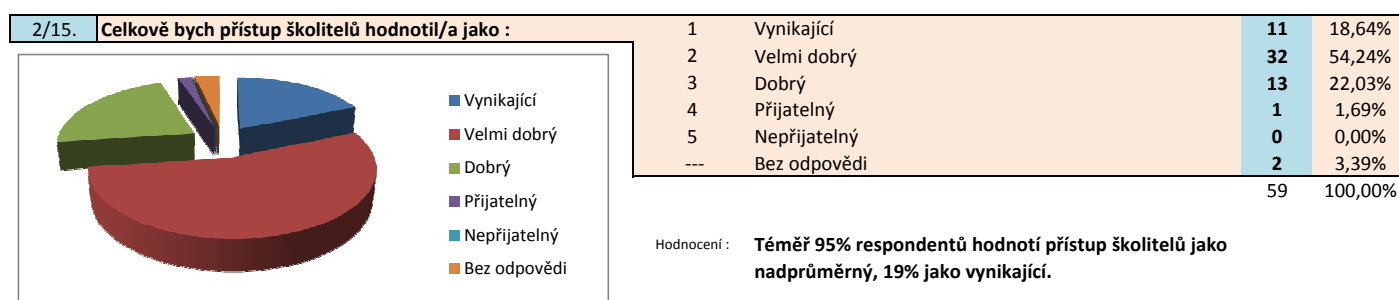 2/15. Celkově bych přístup školitelů hodnotil/a jako :
1 Vynikající 11 18,64%
2 Velmi dobrý 32 54,24%
3 Dobrý 13 22,03%
4 Přijatelný 1 1,69%
5 Nepřijatelný 0 0,00%
--- Bez odpovědi 2 3,39%
59 100,00%
Vynikající
Velmi dobrý
Dobrý
Přijatelný
Nepřijatelný
Bez odpovědi
Hodnocení : Téměř 95% respondentů hodnotí přístup školitelů jako
nadprůměrný, 19% jako vynikající.